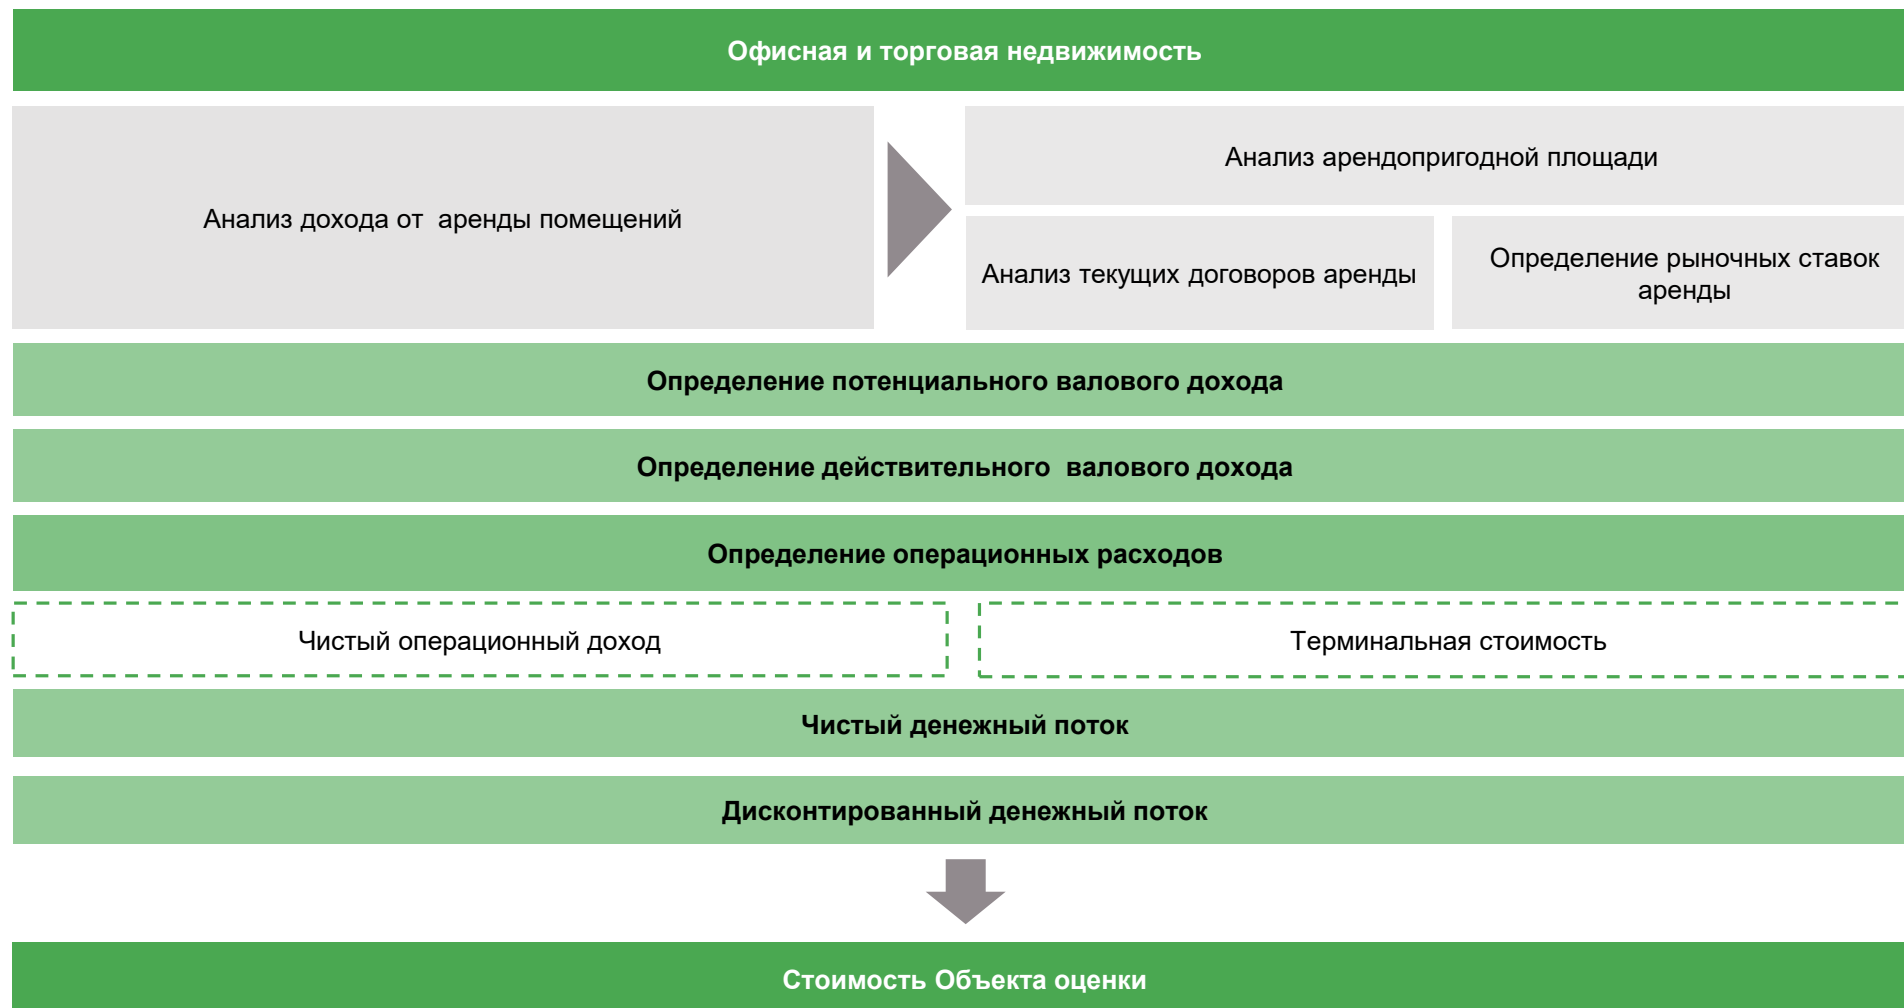 Офисная и торговая недвижимость
Анализ дохода от  аренды помещений
Анализ арендопригодной площади
Анализ текущих договоров аренды
Определение рыночных ставок
аренды
Определение потенциального валового дохода
Определение действительного  валового дохода
Определение операционных расходов
Чистый операционный доход
Терминальная стоимость
Чистый денежный поток
Дисконтированный денежный поток
Стоимость Объекта оценки